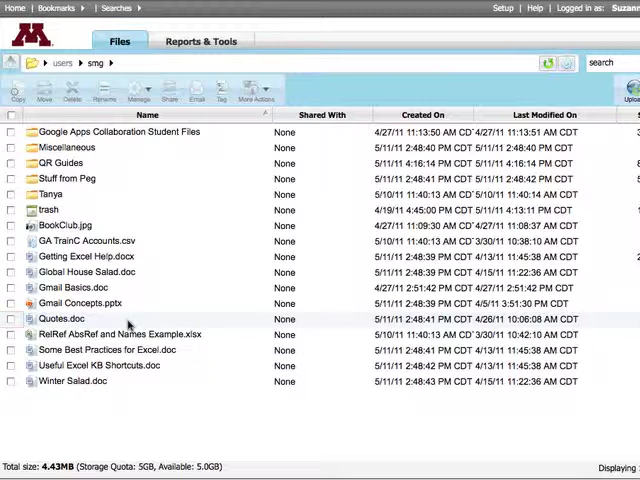 Home Bookmarks Searches Setup Help Logged in as: Suzann
M Files Reports & Tools
users smg search
Copy Move Delete Rename Manage Share Email Tag More Actions Uploa
Name Shared With Created On Last Modified On S
Google Apps Collaboration Student Files None 4/27/11 11:13:50 AM CD 4/27/11 11:13:51 AM CDT
Miscellaneous None 5/11/11 2:48:40 PM CDT 5/11/11 2:48:40 PM CDT
QR Guides None 5/11/11 4:16:14 PM CDT 5/11/11 4:16:14 PM CDT
Stuff from Peg None 5/11/11 2:48:41 PM CDT 5/11/11 2:48:42 PM CDT
Tanya None 5/10/11 11:40:13 AM CD 5/10/11 11:40:14 AM CDT
trash None 4/19/11 4:45:00 PM CDT 5/11/11 4:13:11 PM CDT
BookClub.jpg None 4/27/11 11:09:30 AM CD 4/27/11 11:08:37 AM CDT
GA TrainC Accounts.csv None 5/10/11 11:40:13 AM CD 3/30/11 10:38:10 AM CDT
Getting Excel Help.docx None 5/11/11 2:48:39 PM CDT 4/13/11 11:45:38 AM CDT
Global House Salad.doc None 5/11/11 2:48:39 PM CDT 4/15/11 11:22:36 AM CDT
Gmail Basics.doc None 4/27/11 2:51:42 PM CDT 4/27/11 2:51:42 PM CDT
Gmail Concepts.pptx None 5/11/11 2:48:39 PM CDT 4/5/11 3:51:30 PM CDT
Quotes.doc None 5/11/11 2:48:41 PM CDT 4/26/11 10:06:08 AM CDT
RelRef AbsRef and Names Example.xlsx None 5/10/11 11:40:13 AM CD 3/30/11 10:42:10 AM CDT
Some Best Practices for Excel.doc None 5/11/11 2:48:41 PM CDT 4/13/11 11:45:38 AM CDT
Useful Excel KB Shortcuts.doc None 5/11/11 2:48:42 PM CDT 4/13/11 11:45:38 AM CDT
Winter Salad.doc None 5/11/11 2:48:43 PM CDT 4/15/11 11:22:36 AM CDT
Total size: 4.43MB (Storage Quota: 5GB, Available: 5.0GB) Displaying